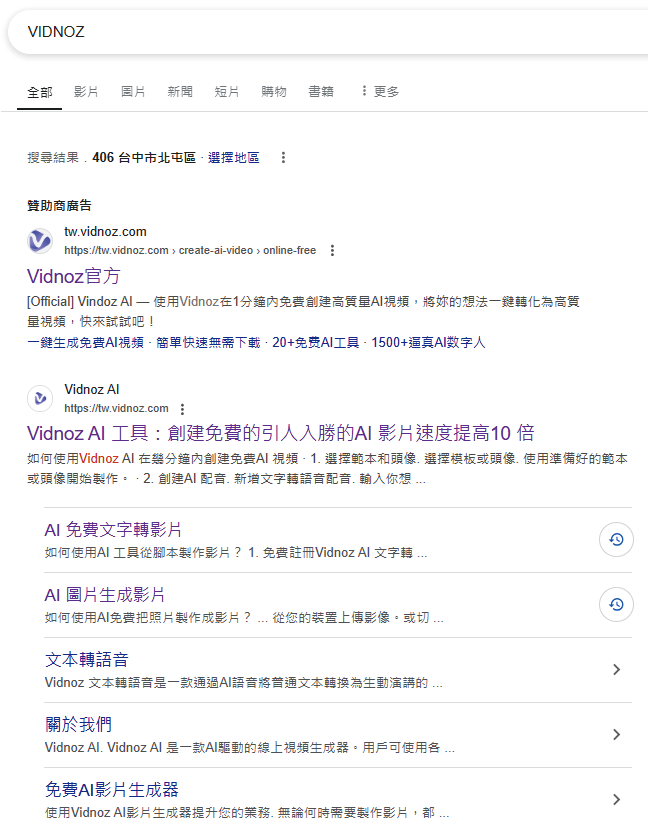 VIDNOZ
全部 影片 圖片 新聞 短片 購物 書籍 ⋮ 更多
搜尋結果．406 台中市北屯區 · 選擇地區
贊助商廣告
tw.vidnoz.com
https://tw.vidnoz.com › create-ai-video › online-free
Vidnoz官方
[Official] Vindoz AI — 使用Vidnoz在1分鐘內免費創建高質量AI視頻，將妳的想法一鍵轉化為高質
量視頻，快來試試吧！
一鍵生成免費AI視頻 · 簡單快速無需下載 · 20+免费AI工具 · 1500+逼真AI數字人
Vidnoz AI
https://tw.vidnoz.com
Vidnoz AI 工具：創建免費的引人入勝的AI 影片速度提高10 倍
如何使用Vidnoz AI 在幾分鐘內創建免費AI 視頻 · 1. 選擇範本和頭像. 選擇模板或頭像. 使用準備好的範本
或頭像開始製作。 · 2. 創建AI 配音. 新增文字轉語音配音. 輸入你想 ...
AI 免費文字轉影片
如何使用AI 工具從腳本製作影片？ 1. 免費註冊Vidnoz AI 文字轉 ...
AI 圖片生成影片
如何使用AI免費把照片製作成影片？ ... 從您的裝置上傳影像。或切 ...
文本轉語音
Vidnoz 文本轉語音是一款通過AI語音將普通文本轉換為生動演講的 ...
關於我們
Vidnoz AI. Vidnoz AI 是一款AI驅動的線上視頻生成器。用戶可使用各 ...
免費AI影片生成器
使用Vidnoz AI影片生成器提升您的業務. 無論何時需要製作影片，都 ...